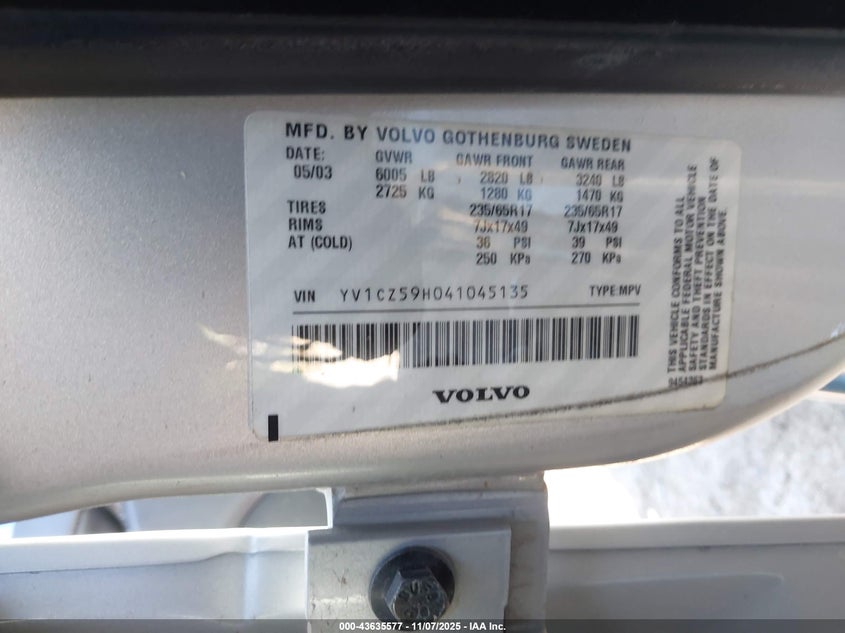 MFD. BY VOLVO GOTHENBURG SWEDEN
DATE: GVWR GAWR FRONT GAWR REAR
05/03 6005 LB 2820 LB 3240 LB
2725 KG 1280 KG 1470 KG
TIRES 235/65R17 235/65R17
RIMS 7Jx17x49 7Jx17x49
AT (COLD) 36 PSI 39 PSI
250 KPa 270 KPa
VIN YV1CZ59H041045135 TYPE:MPV
VOLVO
THIS VEHICLE CONFORMS TO ALL
APPLICABLE FEDERAL MOTOR VEHICLE
SAFETY AND THEFT PREVENTION
STANDARDS IN EFFECT ON THE DATE OF
MANUFACTURE SHOWN ABOVE.
000-43635577 - 11/07/2025 - IAA Inc.